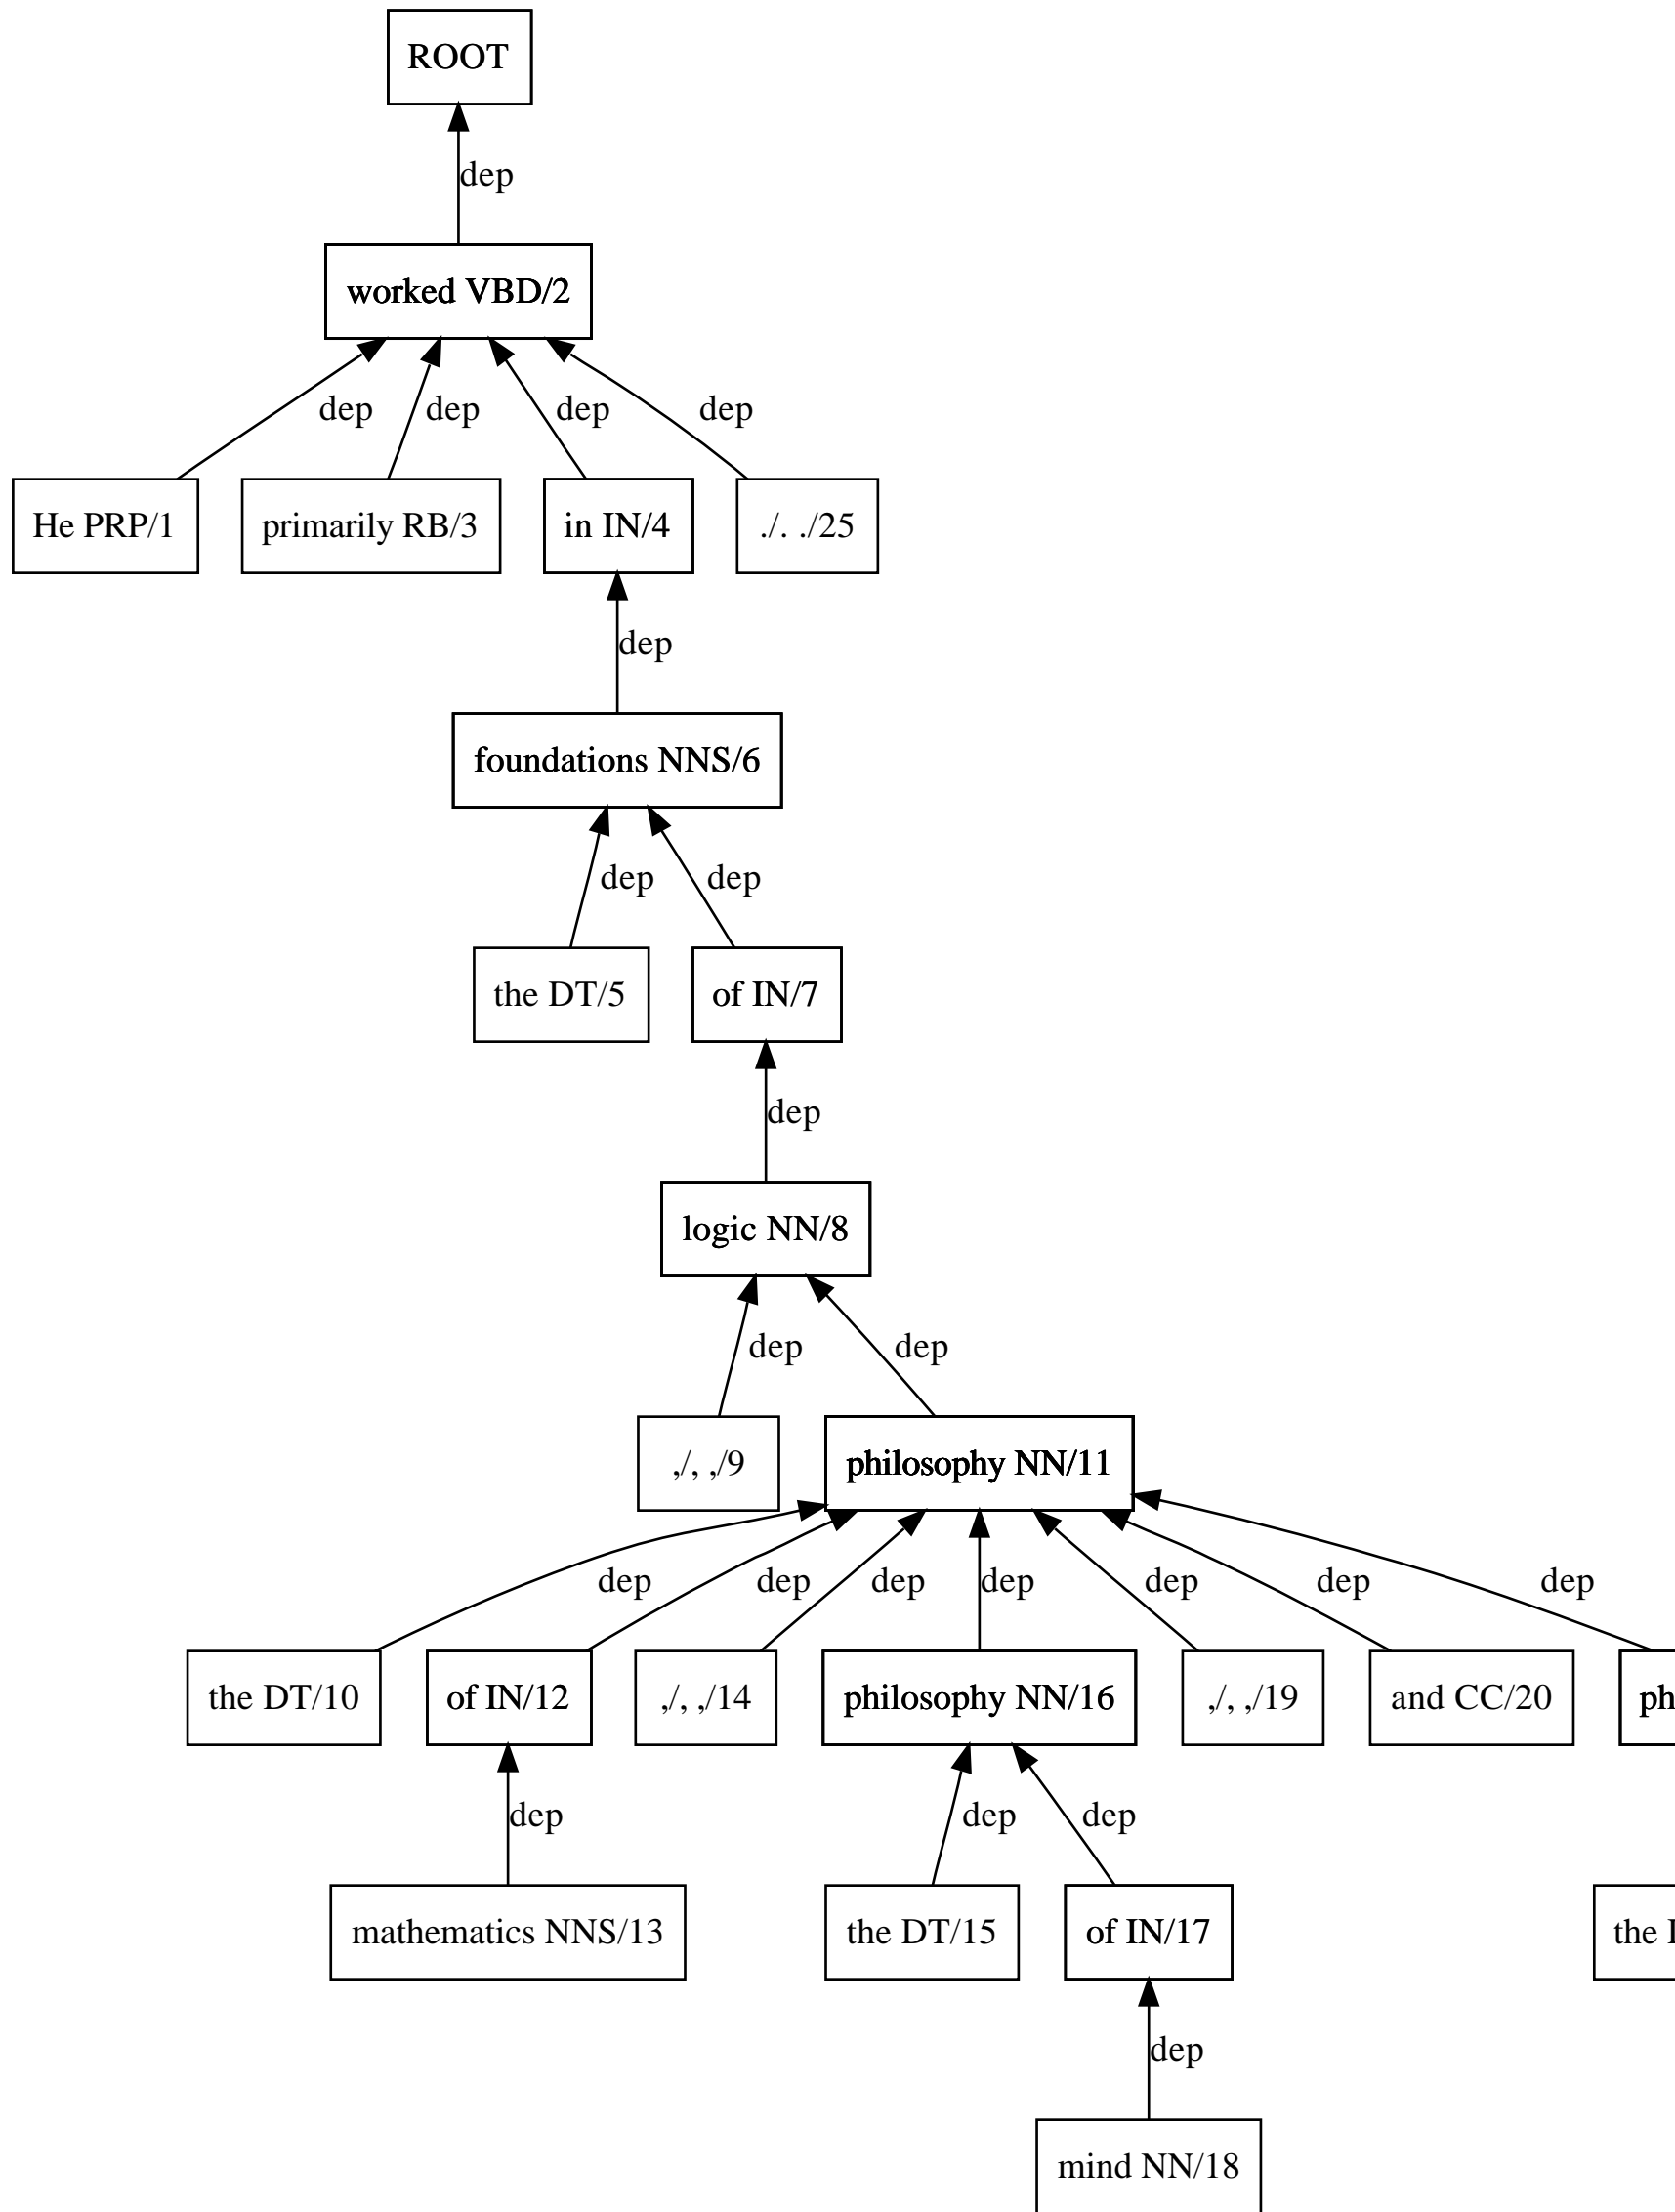 ROOT
dep
worked VBD/2
dep dep dep dep
He PRP/1 primarily RB/3 in IN/4 ./. ./25
dep
foundations NNS/6
dep dep
the DT/5 of IN/7
dep
logic NN/8
dep dep
,/, ,/9 philosophy NN/11
dep dep dep dep dep dep dep
the DT/10 of IN/12 ,/, ,/14 philosophy NN/16 ,/, ,/19 and CC/20 ph
dep dep dep
mathematics NNS/13 the DT/15 of IN/17 the
dep
mind NN/18